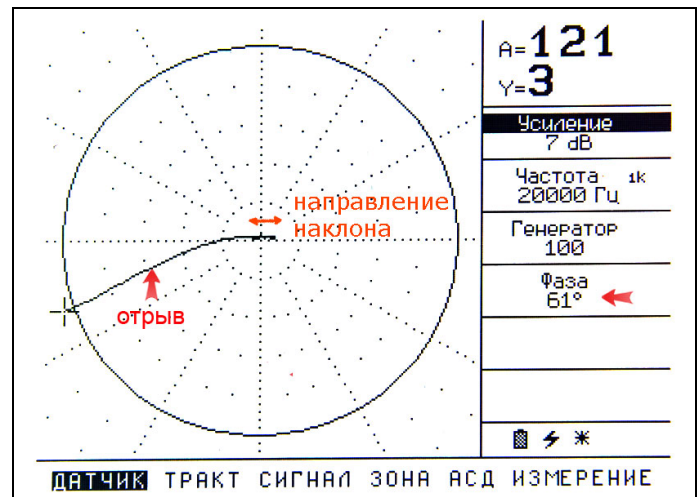 A=121
Y=3
Усиление
7 dB
Частота 1k
20000 Гц
Генератор
100
Фаза
61°
направление
наклона
отрыв
ДАТЧИК ТРАКТ СИГНАЛ ЗОНА АСД ИЗМЕРЕНИЕ